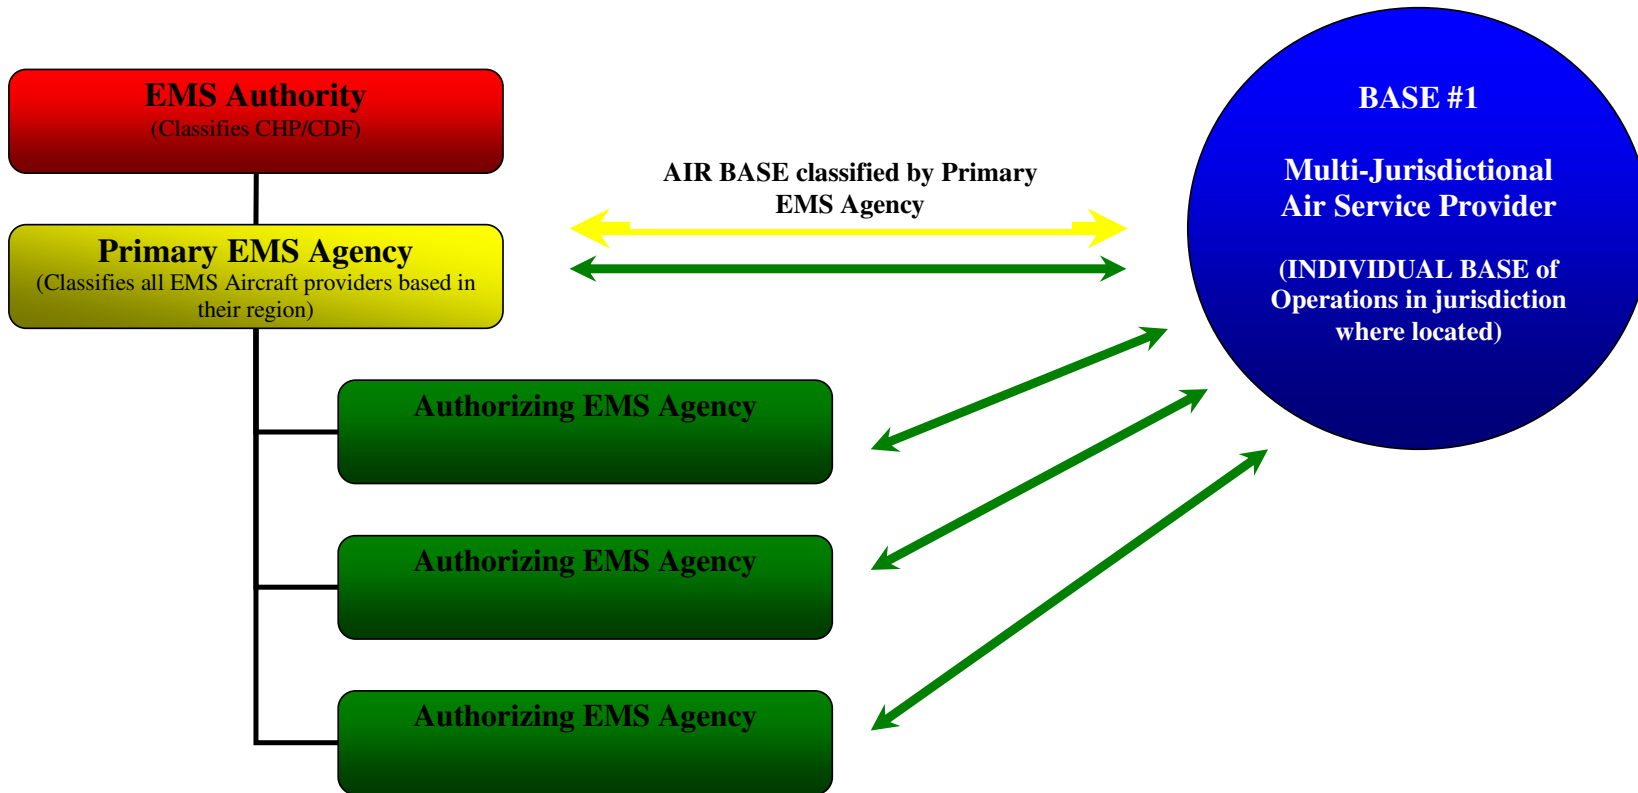 EMS Authority
(Classifies CHP/CDF)
Primary EMS Agency
(Classifies all EMS Aircraft providers based in
their region)
AIR BASE classified by Primary
EMS Agency
BASE #1
Multi-Jurisdictional
Air Service Provider
(INDIVIDUAL BASE of
Operations in jurisdiction
where located)
Authorizing EMS Agency
Authorizing EMS Agency
Authorizing EMS Agency